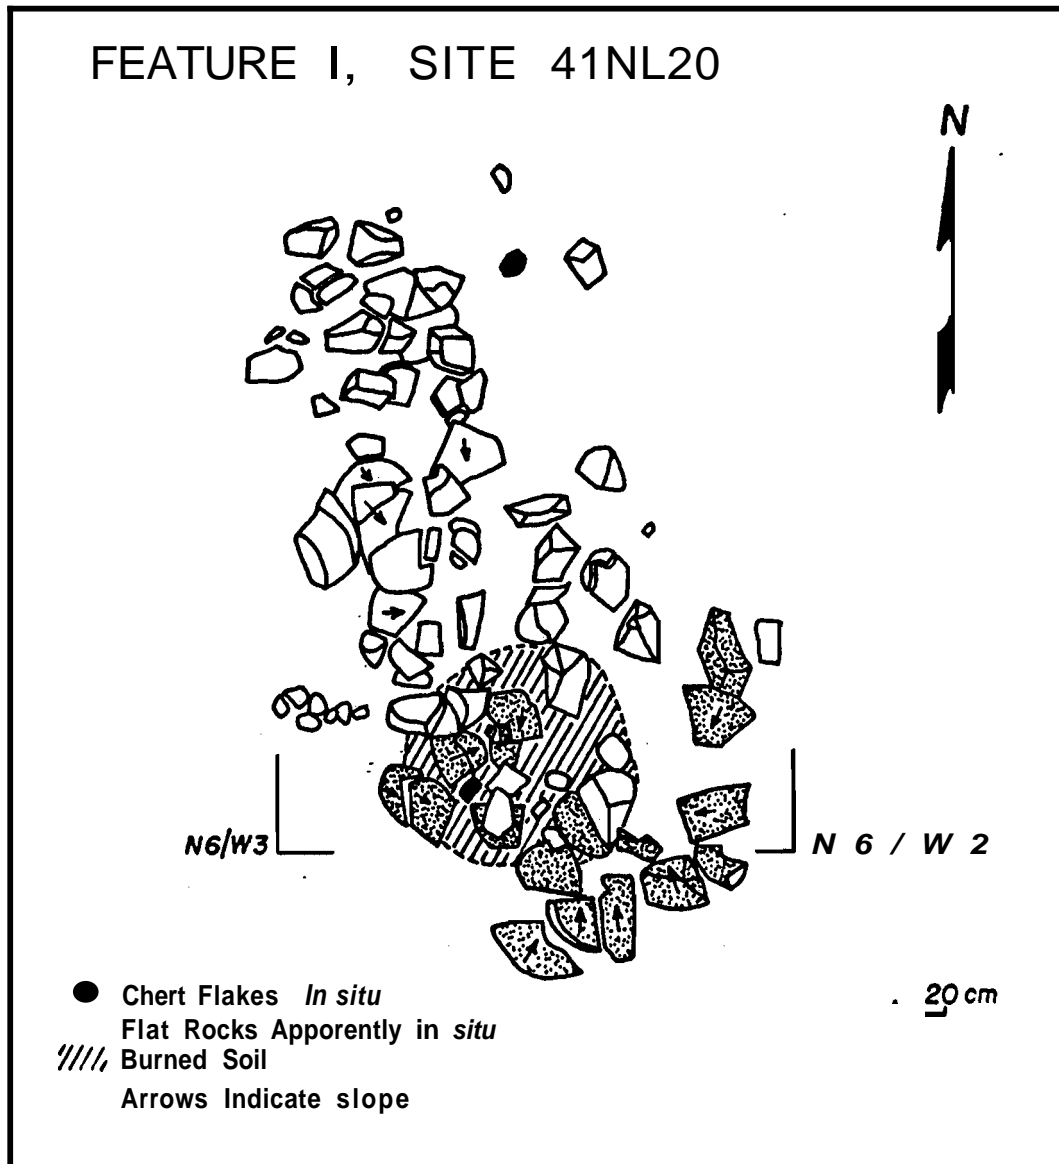 FEATURE I, SITE 41NL20
N
N6/W3
N 6 / W 2
20 cm
Chert Flakes In situ
Flat Rocks Apporently in situ
Burned Soil
Arrows Indicate slope